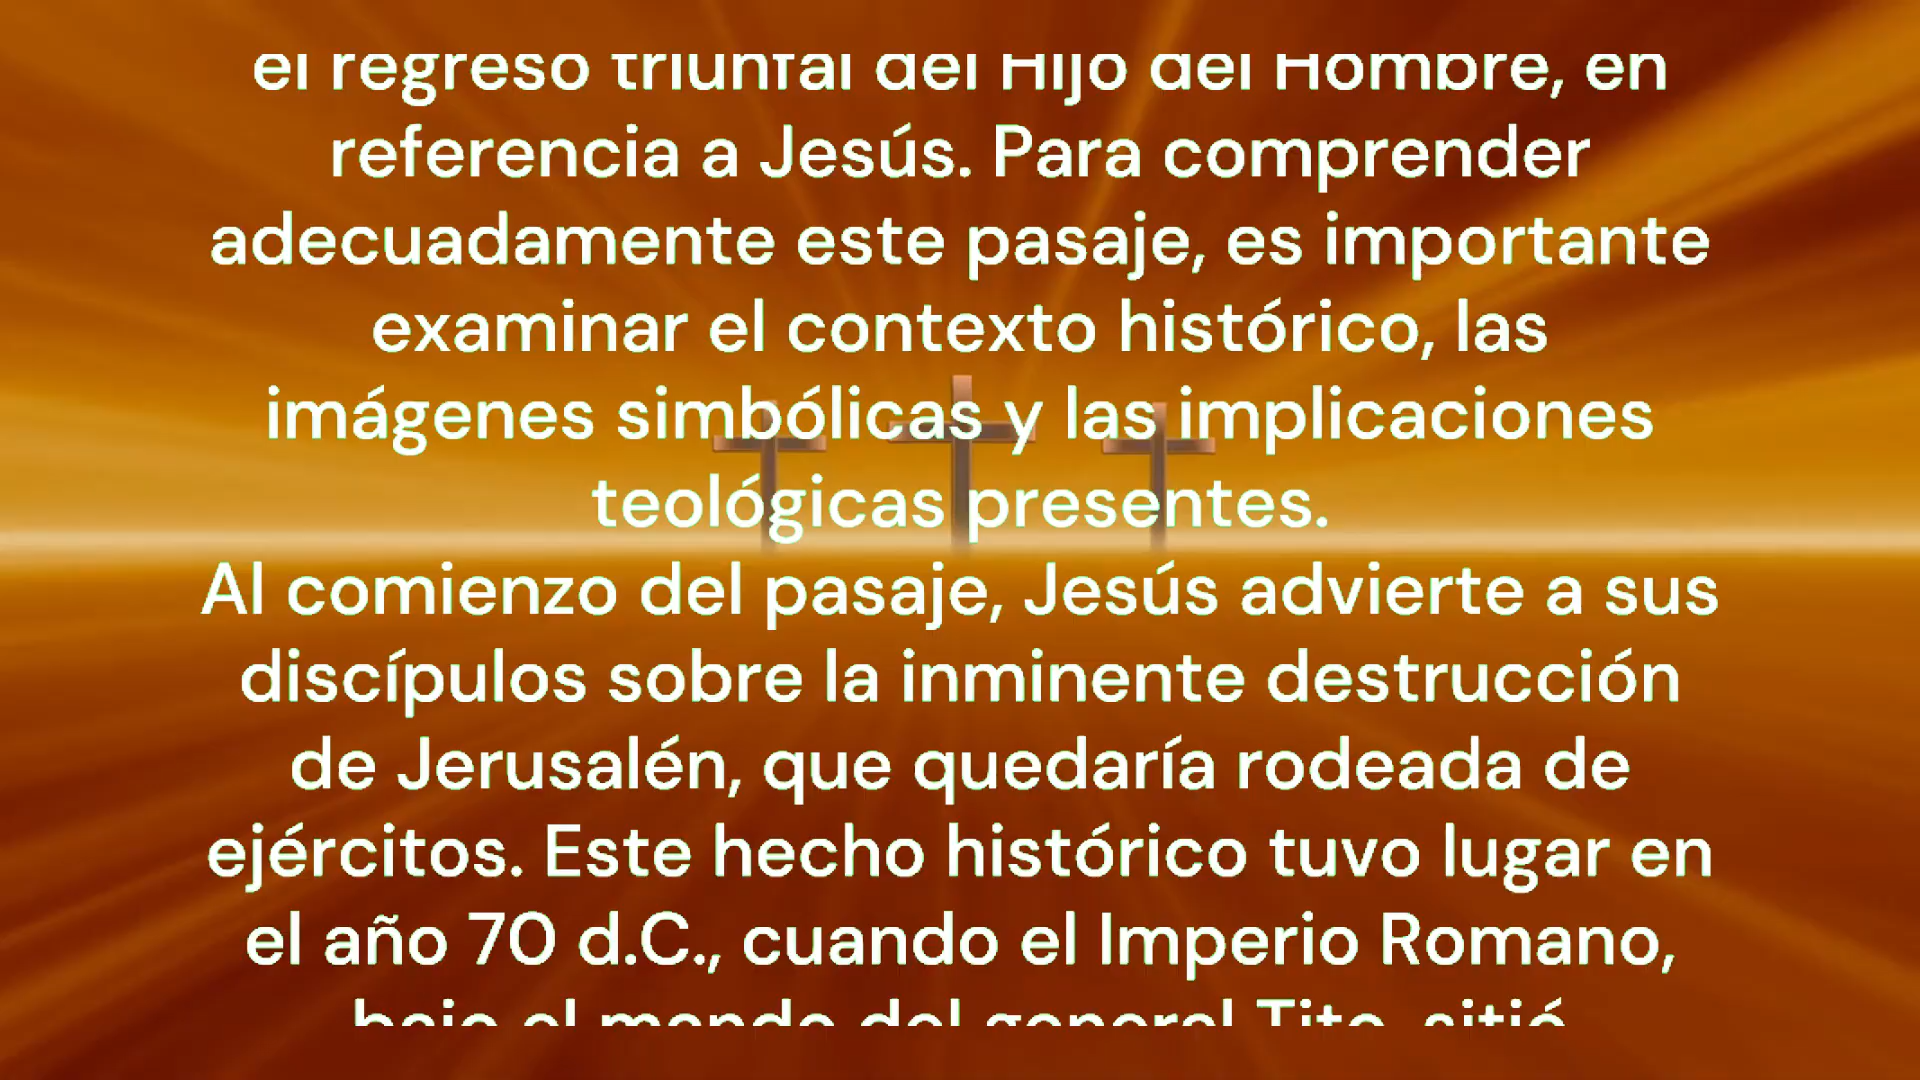 el regreso triunfal del Hijo del Hombre, en
referencia a Jesús. Para comprender
adecuadamente este pasaje, es importante
examinar el contexto histórico, las
imágenes simbólicas y las implicaciones
teológicas presentes.
Al comienzo del pasaje, Jesús advierte a sus
discípulos sobre la inminente destrucción
de Jerusalén, que quedaría rodeada de
ejércitos. Este hecho histórico tuvo lugar en
el año 70 d.C., cuando el Imperio Romano,
bajo el mando del general Tito, sitió